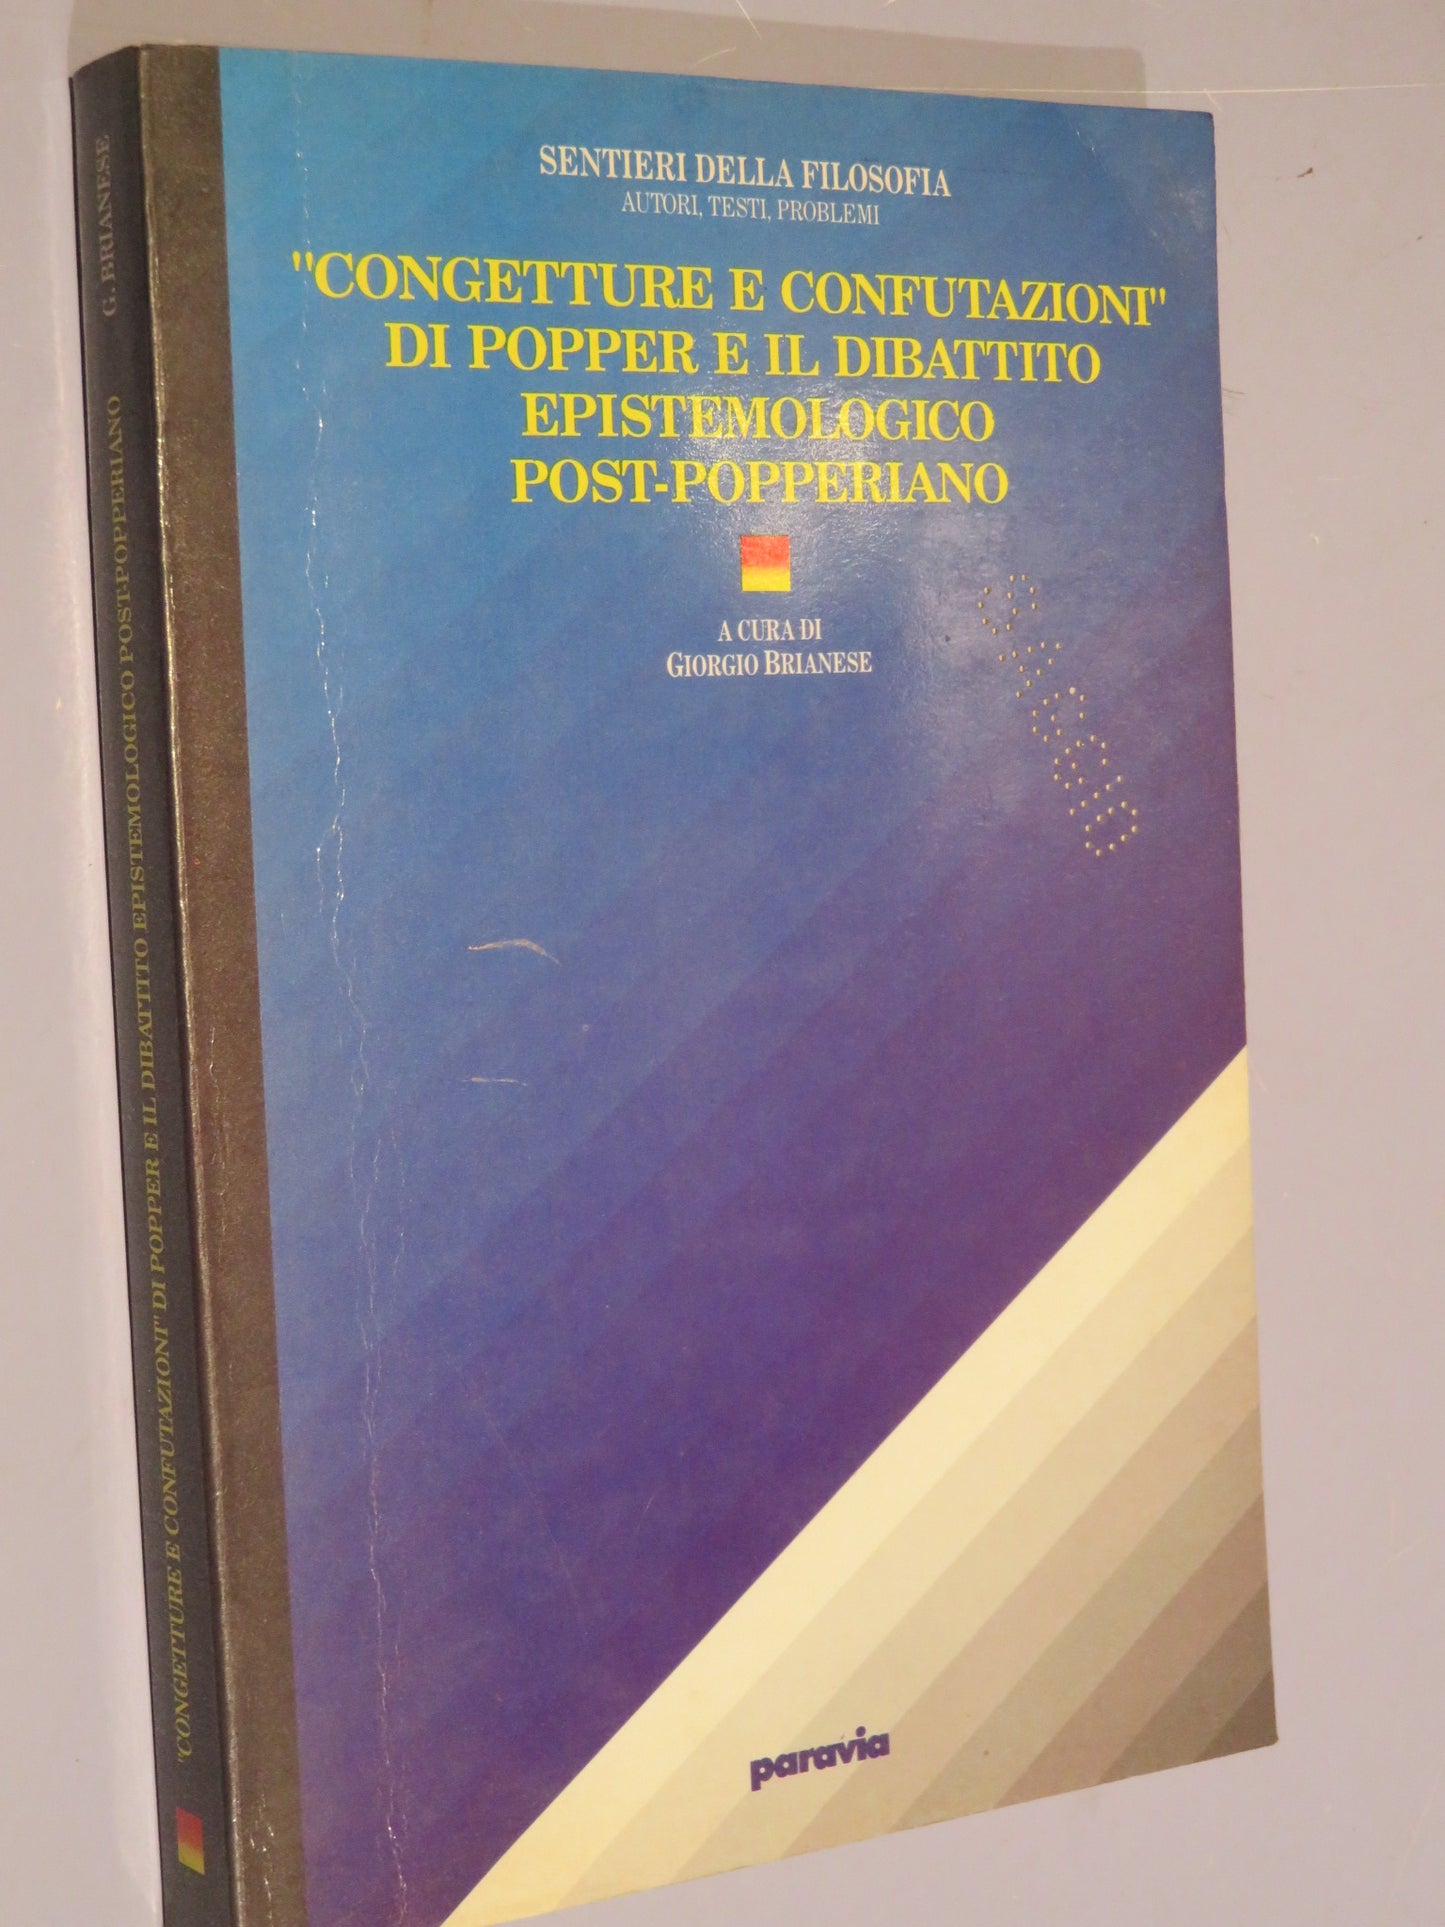 SENTIERI DELLA FILOSOFIA
AUTORI, TESTI, PROBLEMI
"CONGETTURE E CONFUTAZIONI"
DI POPPER E IL DIBATTITO
EPISTEMOLOGICO
POST-POPPERIANO
A CURA DI
GIORGIO BRIANESE
paravia
"CONGETTURE E CONFUTAZIONI" DI POPPER E IL DIBATTITO EPISTEMOLOGICO POST-POPPERIANO
G. BRIANESE